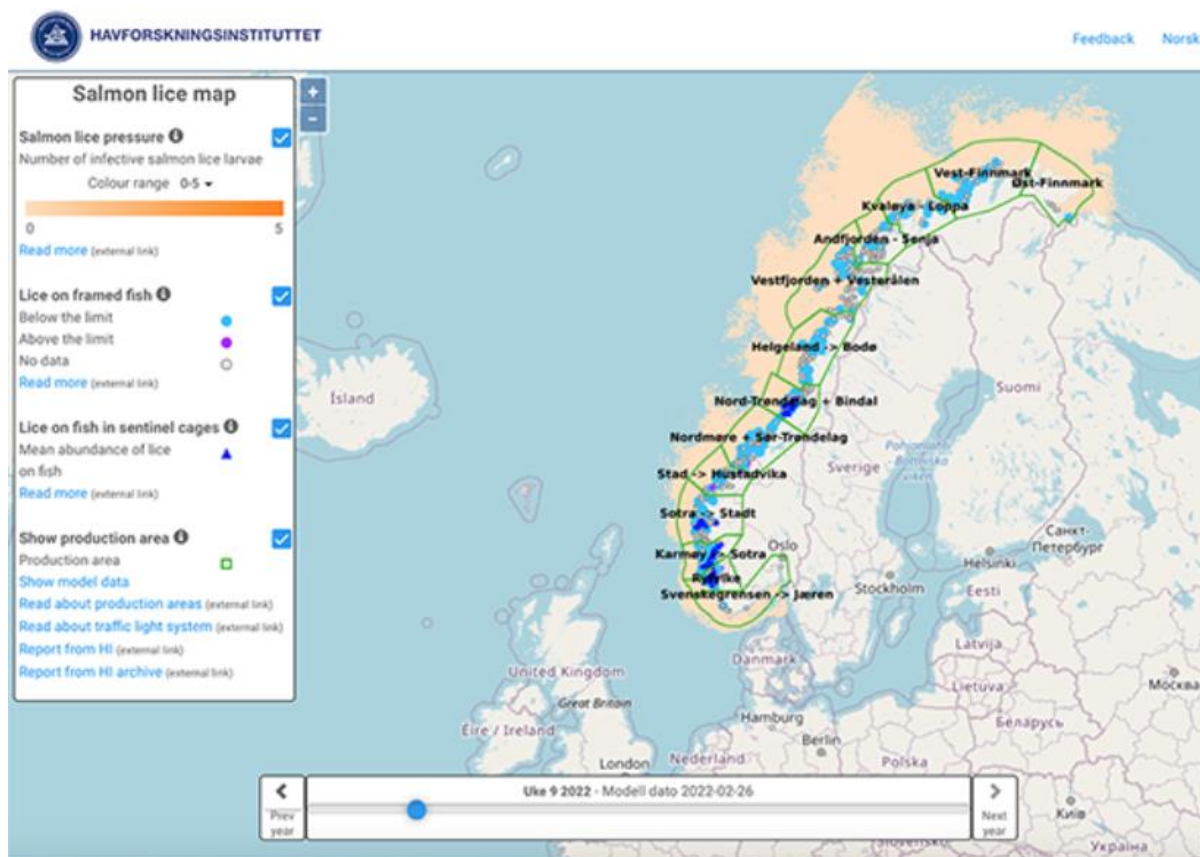 HAVFORSKNINGSINSTITUTTET
Feedback Norsk
Salmon lice map
Salmon lice pressure
Number of infective salmon lice larvae
Colour range 0-5
0 5
Read more (external link)
Lice on framed fish
Below the limit
Above the limit
No data
Read more (external link)
Lice on fish in sentinel cages
Mean abundance of lice
on fish
Read more (external link)
Show production area
Production area
Show model data
Read about production areas (external link)
Read about traffic light system (external link)
Report from HI (external link)
Report from HI archive (external link)
+
−
Vest-Finnmark
Øst-Finnmark
Kvaløya - Loppa
Andfjorden - Senja
Vestfjorden + Vesterålen
Helgeland -> Bodø
Nord-Trøndelag + Bindal
Nordmøre + Sør-Trøndelag
Stad -> Hustadvika
Sotra -> Stadt
Karmøy -> Sotra
Ryfylke
Svenskegrensen -> Jæren
Ísland
Suomi
Sverige
Oslo
Санкт-
Петербург
Helsinki
Stockholm
Eesti
Latvija
Danmark
Lietuva
Москва
United Kingdom
Great Britain
Éire / Ireland
Hamburg
Беларусь
Berlin
London
Nederland
Polska
Київ
Україна
Uke 9 2022 - Modell dato 2022-02-26
Prev
year
Next
year